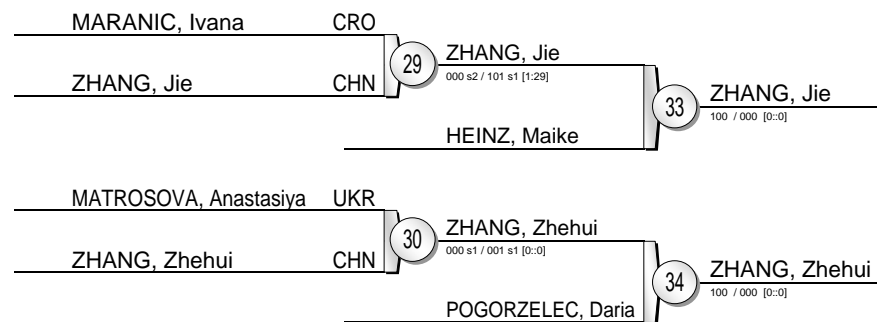 MARANIC, Ivana CRO
ZHANG, Jie CHN
29
ZHANG, Jie
000 s2 / 101 s1 [1:29]
HEINZ, Maike
33
ZHANG, Jie
100 / 000 [0::0]
MATROSOVA, Anastasiya UKR
ZHANG, Zhehui CHN
30
ZHANG, Zhehui
000 s1 / 001 s1 [0::0]
POGORZELEC, Daria
34
ZHANG, Zhehui
100 / 000 [0::0]